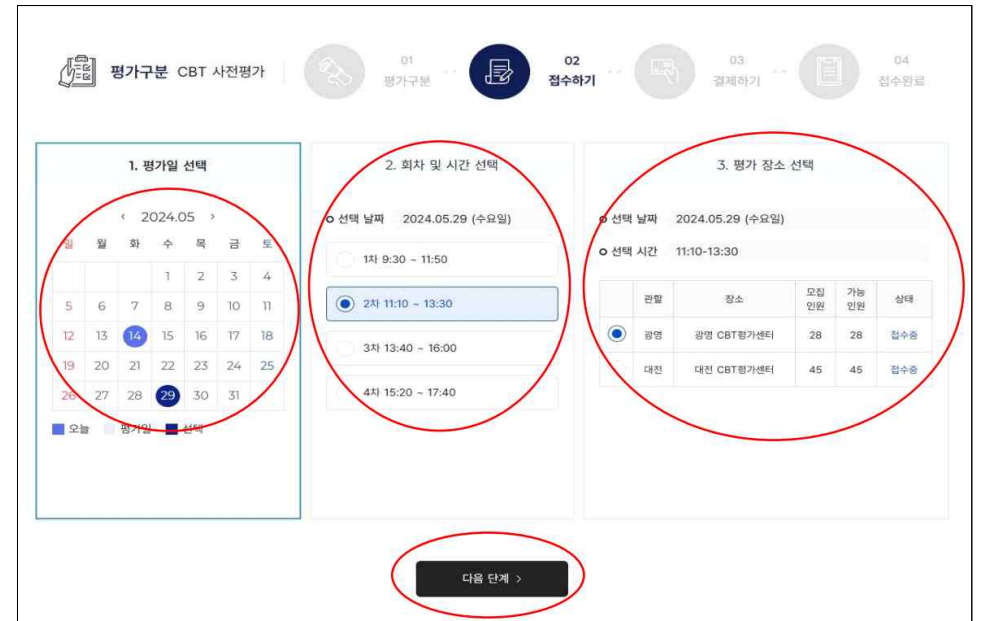 평가구분 CBT 사전평가
01
평가구분
02
접수하기
03
결제하기
04
접수완료
1. 평가일 선택
‹ 2024.05 ›
일 월 화 수 목 금 토
1 2 3 4
5 6 7 8 9 10 11
12 13 14 15 16 17 18
19 20 21 22 23 24 25
26 27 28 29 30 31
오늘 평가일 선택
2. 회차 및 시간 선택
선택 날짜 2024.05.29 (수요일)
1차 9:30 ~ 11:50
2차 11:10 ~ 13:30
3차 13:40 ~ 16:00
4차 15:20 ~ 17:40
3. 평가 장소 선택
선택 날짜 2024.05.29 (수요일)
선택 시간 11:10-13:30
관할 장소 모집 인원 가능 인원 상태
광명 광명 CBT평가센터 28 28 접수중
대전 대전 CBT평가센터 45 45 접수중
다음 단계 >